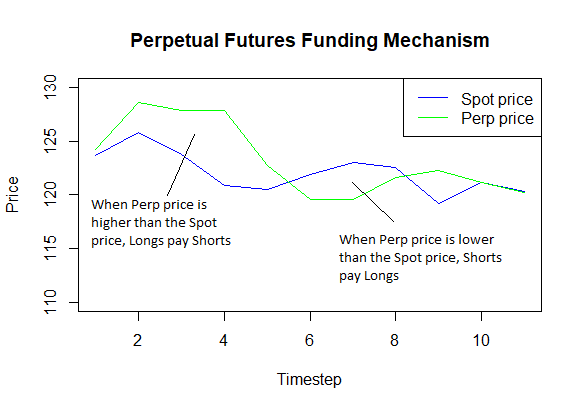 Perpetual Futures Funding Mechanism
Spot price
Perp price
130
125
120
115
110
Price
When Perp price is
higher than the Spot
price, Longs pay Shorts
When Perp price is lower
than the Spot price, Shorts
pay Longs
2 4 6 8 10
Timestep